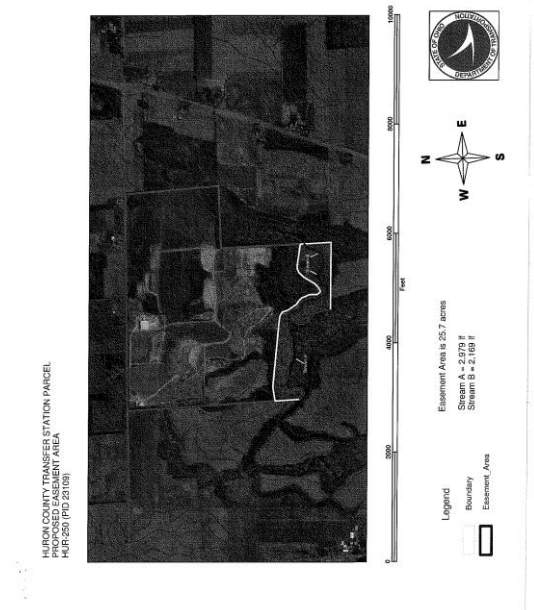 HURON COUNTY TRANSFER STATION PARCEL
PROPOSED EASEMENT AREA
HUR-250 (PID 23109)
0
2000
4000
6000
8000
10000
Feet
Legend
Boundary
Easement_Area
Easement Area is 25.7 acres
Stream A = 2,979 lf
Stream B = 2,169 lf
N
W
E
S
STATE OF OHIO
DEPARTMENT OF TRANSPORTATION